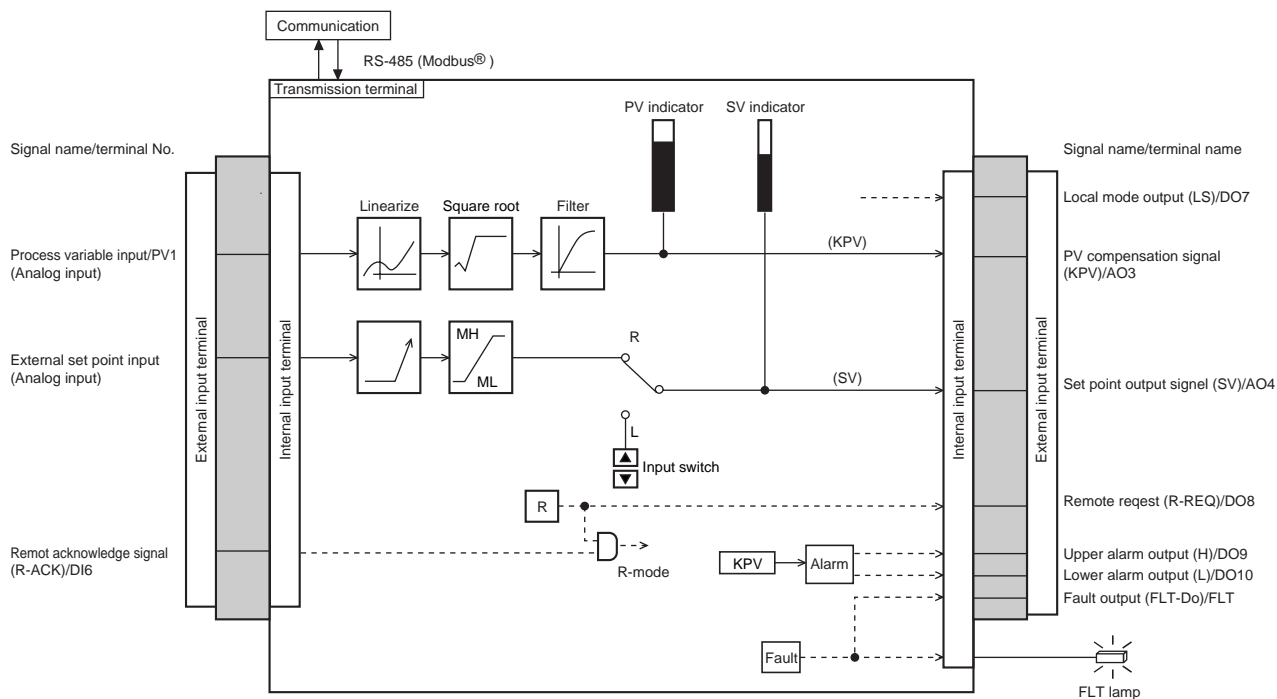 Communication
RS-485 (Modbus® )
Transmission terminal
PV indicator
SV indicator
Signal name/terminal No.
Signal name/terminal name
Linearize
Square root
Filter
Local mode output (LS)/DO7
Process variable input/PV1
(Analog input)
(KPV)
PV compensation signal
(KPV)/AO3
External input terminal
Internal input terminal
External set point input
(Analog input)
MH
ML
R
(SV)
Set point output signel (SV)/AO4
Internal input terminal
External input terminal
L
Input switch
R
Remote reqest (R-REQ)/DO8
Remot acknowledge signal
(R-ACK)/DI6
R-mode
KPV
Alarm
Upper alarm output (H)/DO9
Lower alarm output (L)/DO10
Fault output (FLT-Do)/FLT
Fault
FLT lamp